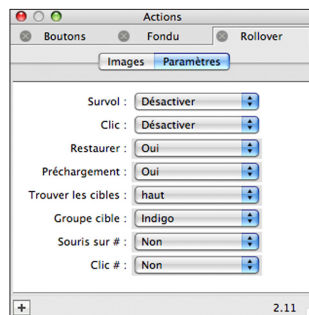 Actions
Boutons Fondu Rollover
Images Paramètres
Survol : Désactiver
Clic : Désactiver
Restaurer : Oui
Préchargement : Oui
Trouver les cibles : haut
Groupe cible : Indigo
Souris sur # : Non
Clic # : Non
+ 2.11